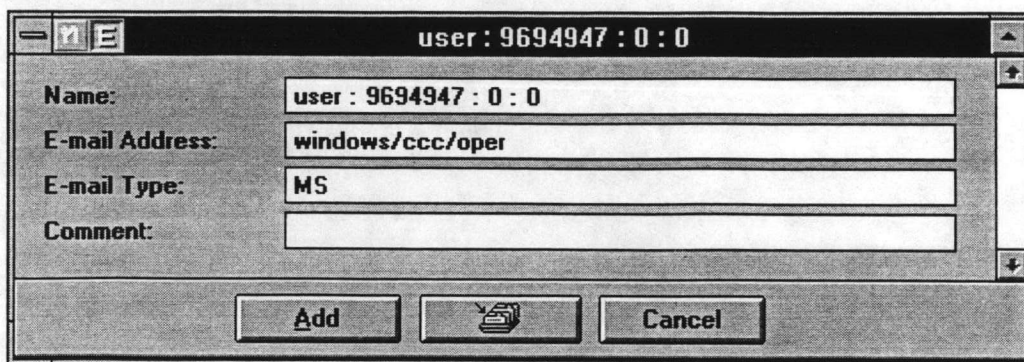 E
user : 9694947 : 0 : 0
Name:
user : 9694947 : 0 : 0
E-mail Address:
windows/ccc/oper
E-mail Type:
MS
Comment:
Add
Cancel